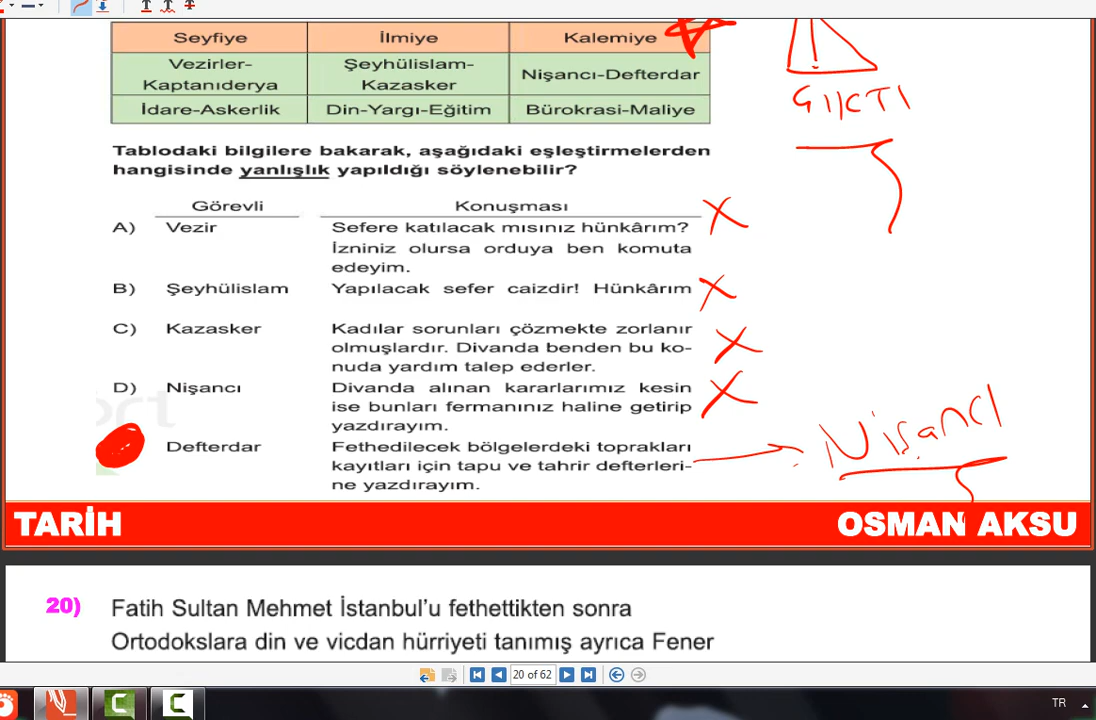 Seyfiye İlmiye Kalemiye
Vezirler- Şeyhülislam- Nişancı-Defterdar
Kaptanıderya Kazasker
İdare-Askerlik Din-Yargı-Eğitim Bürokrasi-Maliye
ÇIKTI
Tablodaki bilgilere bakarak, aşağıdaki eşleştirmelerden
hangisinde yanlışlık yapıldığı söylenebilir?
Görevli Konuşması
A) Vezir Sefere katılacak mısınız hünkârım?
İzniniz olursa orduya ben komuta
edeyim.
B) Şeyhülislam Yapılacak sefer caizdir! Hünkârım
C) Kazasker Kadılar sorunları çözmekte zorlanır
olmuşlardır. Divanda benden bu ko-
nuda yardım talep ederler.
D) Nişancı Divanda alınan kararlarımız kesin
ise bunları fermanınız haline getirip
yazdırayım.
Defterdar Fethedilecek bölgelerdeki toprakları
kayıtları için tapu ve tahrir defterleri-
ne yazdırayım.
Nişancı
TARİH OSMAN AKSU
20) Fatih Sultan Mehmet İstanbul'u fethettikten sonra
Ortodokslara din ve vicdan hürriyeti tanımış ayrıca Fener
20 of 62
TR